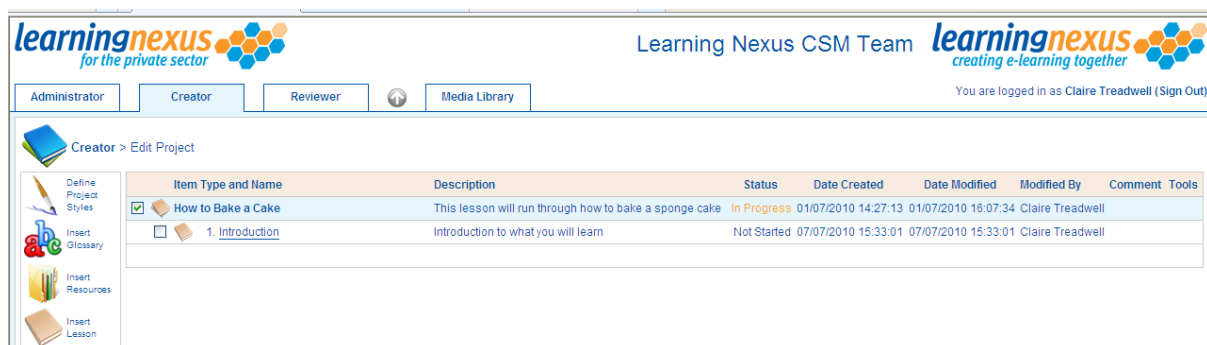 learningnexus
for the private sector
Learning Nexus CSM Team
learningnexus
creating e-learning together
Administrator Creator Reviewer Media Library
You are logged in as Claire Treadwell (Sign Out)
Creator > Edit Project
Define
Project
Styles
Insert
Glossary
Insert
Resources
Insert
Lesson
Item Type and Name Description Status Date Created Date Modified Modified By Comment Tools
How to Bake a Cake This lesson will run through how to bake a sponge cake In Progress 01/07/2010 14:27:13 01/07/2010 16:07:34 Claire Treadwell
1. Introduction Introduction to what you will learn Not Started 07/07/2010 15:33:01 07/07/2010 15:33:01 Claire Treadwell
abc